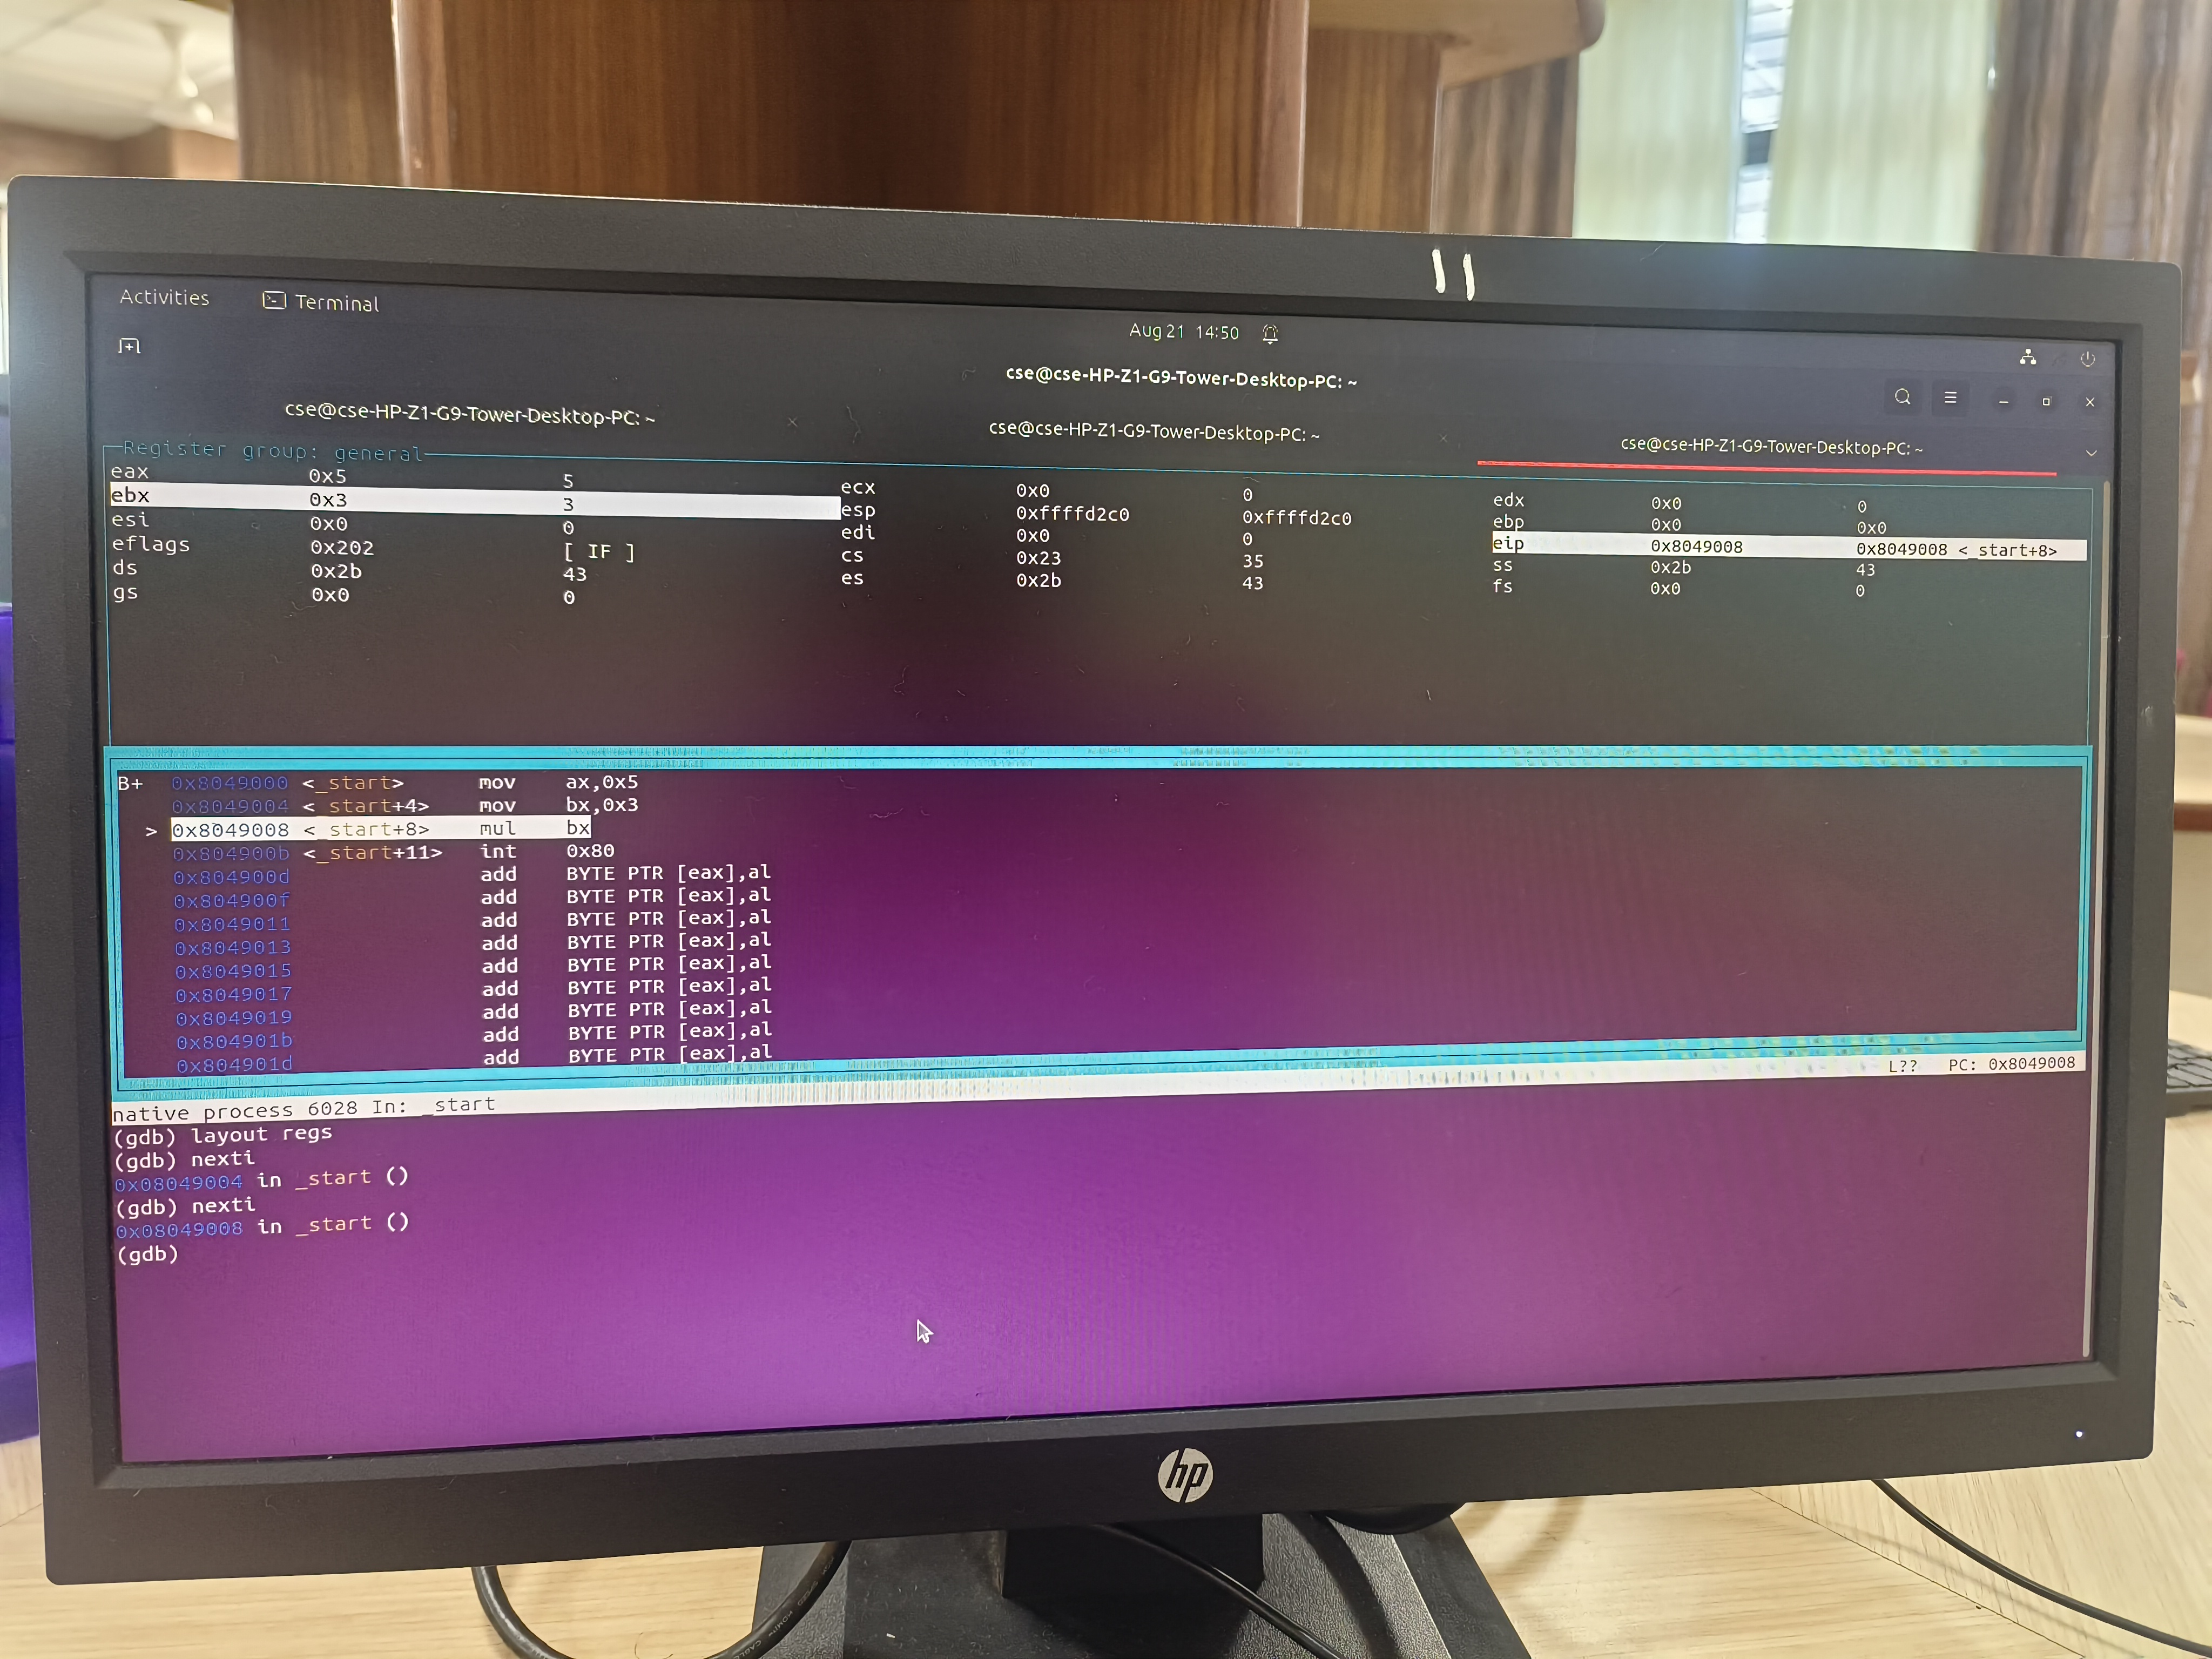 Activities Terminal
Aug 21 14:50
cse@cse-HP-Z1-G9-Tower-Desktop-PC: ~
cse@cse-HP-Z1-G9-Tower-Desktop-PC: ~ × cse@cse-HP-Z1-G9-Tower-Desktop-PC: ~ × cse@cse-HP-Z1-G9-Tower-Desktop-PC: ~
Register group: general
eax 0x5 5 ecx 0x0 0 edx 0x0 0
ebx 0x3 3 esp 0xffffd2c0 0xffffd2c0 ebp 0x0 0x0
esi 0x0 0 edi 0x0 0 eip 0x8049008 0x8049008 <_start+8>
eflags 0x202 [ IF ] cs 0x23 35 ss 0x2b 43
ds 0x2b 43 es 0x2b 43 fs 0x0 0
gs 0x0 0
B+ 0x8049000 <_start> mov ax,0x5
0x8049004 <_start+4> mov bx,0x3
> 0x8049008 <_start+8> mul bx
0x804900b <_start+11> int 0x80
0x804900d add BYTE PTR [eax],al
0x804900f add BYTE PTR [eax],al
0x8049011 add BYTE PTR [eax],al
0x8049013 add BYTE PTR [eax],al
0x8049015 add BYTE PTR [eax],al
0x8049017 add BYTE PTR [eax],al
0x8049019 add BYTE PTR [eax],al
0x804901b add BYTE PTR [eax],al
0x804901d add BYTE PTR [eax],al
native process 6028 In: _start L?? PC: 0x8049008
(gdb) layout regs
(gdb) nexti
0x08049004 in _start ()
(gdb) nexti
0x08049008 in _start ()
(gdb)
hp